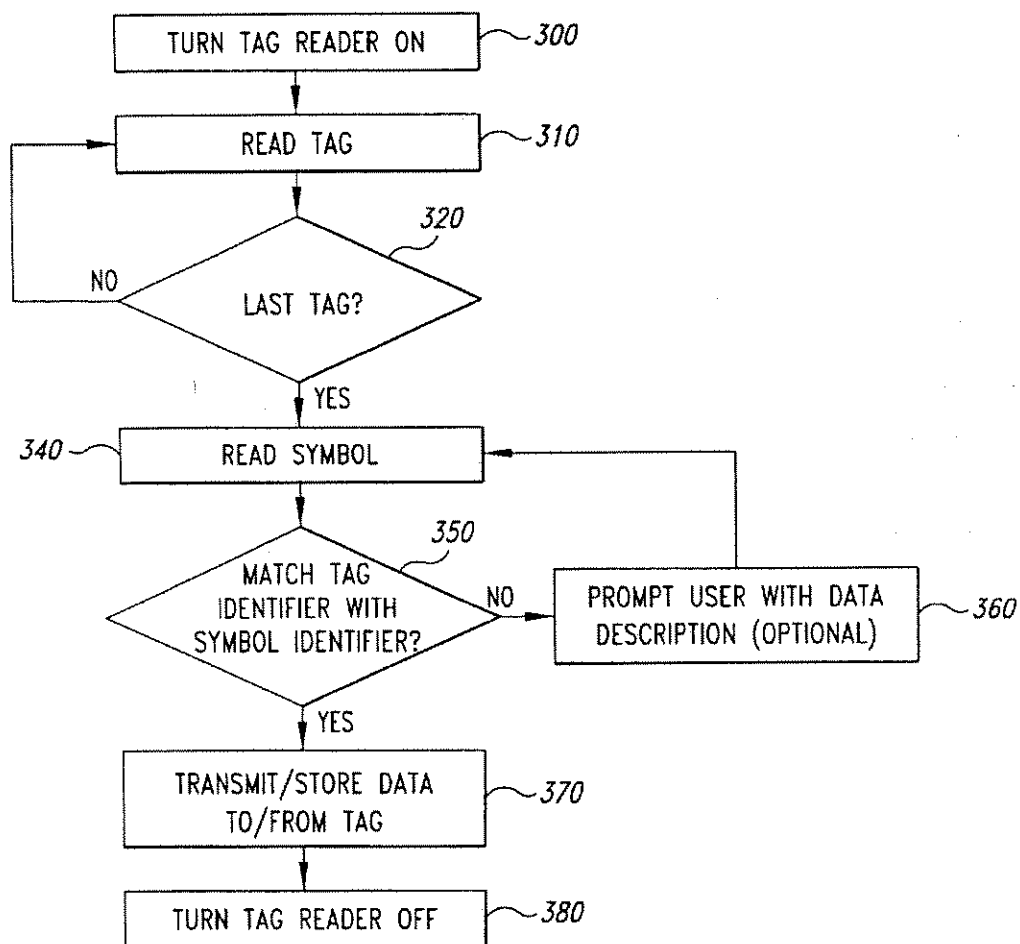 TURN TAG READER ON
300
READ TAG
310
320
NO
LAST TAG?
YES
340
READ SYMBOL
350
MATCH TAG
IDENTIFIER WITH
SYMBOL IDENTIFIER?
NO
PROMPT USER WITH DATA
DESCRIPTION (OPTIONAL)
360
YES
TRANSMIT/STORE DATA
TO/FROM TAG
370
TURN TAG READER OFF
380